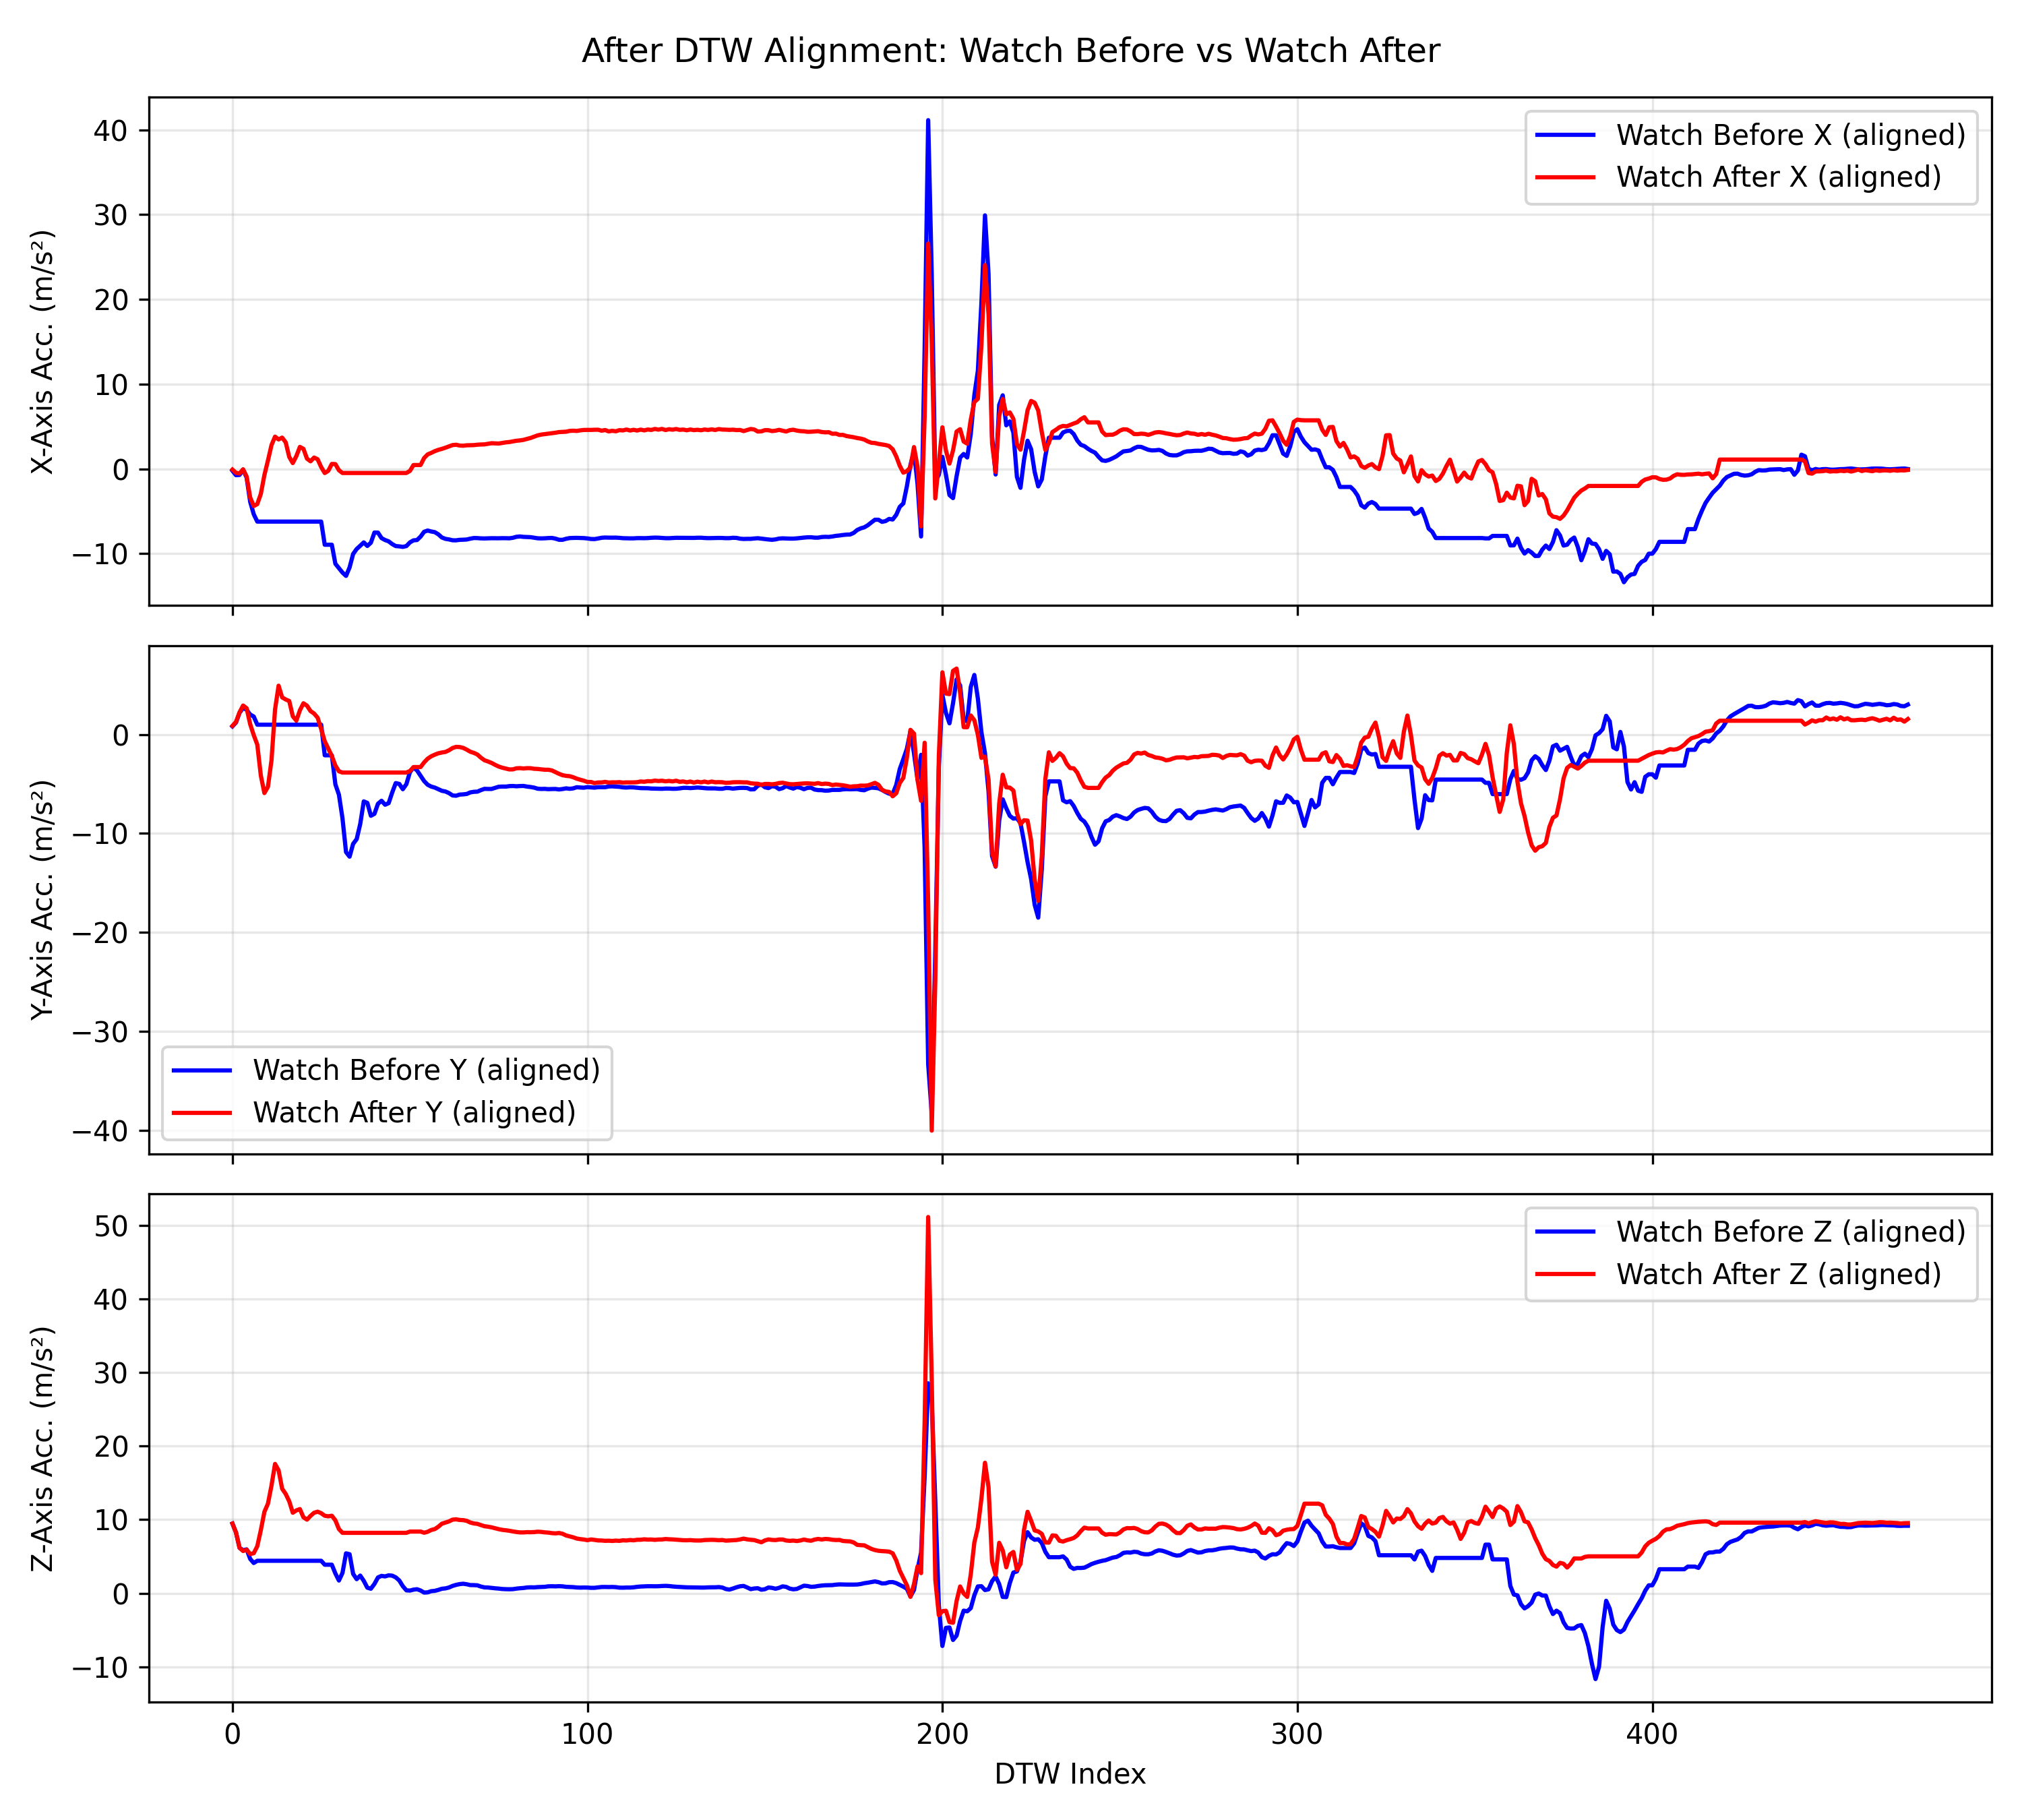 After DTW Alignment: Watch Before vs Watch After
40
30
20
10
0
−10
X-Axis Acc. (m/s²)
Watch Before X (aligned)
Watch After X (aligned)
0
−10
−20
−30
−40
Y-Axis Acc. (m/s²)
Watch Before Y (aligned)
Watch After Y (aligned)
50
40
30
20
10
0
−10
Z-Axis Acc. (m/s²)
Watch Before Z (aligned)
Watch After Z (aligned)
0 100 200 300 400
DTW Index